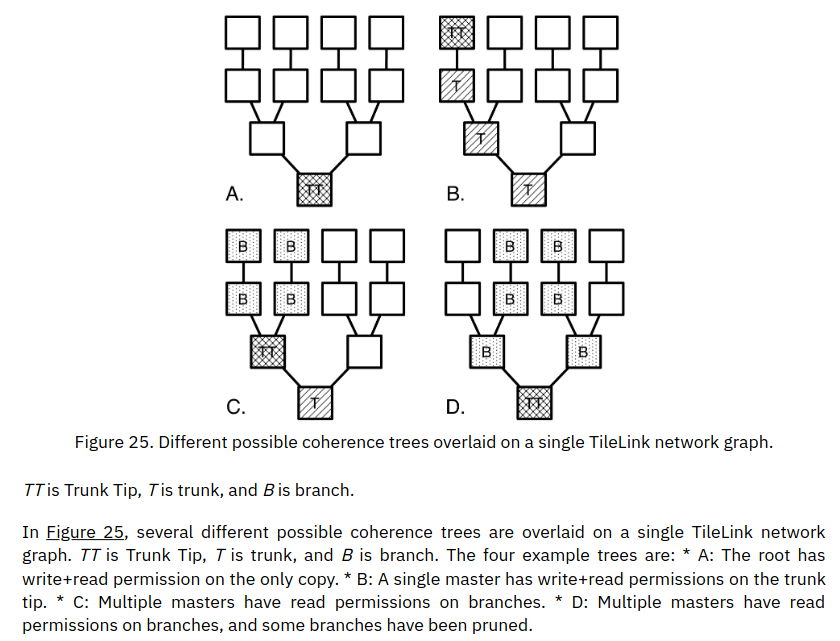 TT
T
T
A.
TT
B.
T
B
B
B
B
B
B
B
B
TT
B
B
C.
T
D.
TT
Figure 25. Different possible coherence trees overlaid on a single TileLink network graph.
TT is Trunk Tip, T is trunk, and B is branch.
In Figure 25, several different possible coherence trees are overlaid on a single TileLink network
graph. TT is Trunk Tip, T is trunk, and B is branch. The four example trees are: * A: The root has
write+read permission on the only copy. * B: A single master has write+read permissions on the trunk
tip. * C: Multiple masters have read permissions on branches. * D: Multiple masters have read
permissions on branches, and some branches have been pruned.